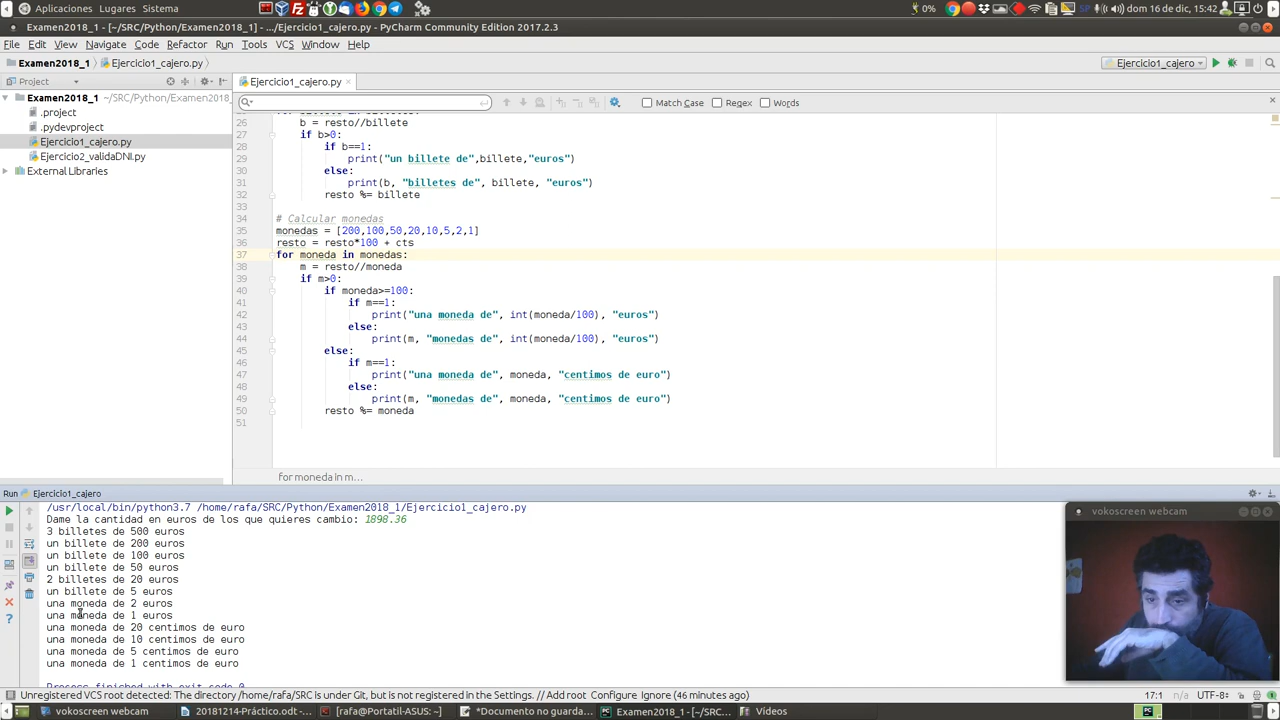 Aplicaciones Lugares Sistema 0% SP dom 16 de dic, 15:42
Examen2018_1 - [~/SRC/Python/Examen2018_1] - .../Ejercicio1_cajero.py - PyCharm Community Edition 2017.2.3
File Edit View Navigate Code Refactor Run Tools VCS Window Help
Examen2018_1 Ejercicio1_cajero.py Ejercicio1_cajero
Project Ejercicio1_cajero.py
Examen2018_1 ~/SRC/Python/Examen2018_
.project
.pydevproject
Ejercicio1_cajero.py
Ejercicio2_validaDNI.py
External Libraries
Match Case Regex Words
26 b = resto//billete
27 if b>0:
28 if b==1:
29 print("un billete de",billete,"euros")
30 else:
31 print(b, "billetes de", billete, "euros")
32 resto %= billete
33
34 # Calcular monedas
35 monedas = [200,100,50,20,10,5,2,1]
36 resto = resto*100 + cts
37 for moneda in monedas:
38 m = resto//moneda
39 if m>0:
40 if moneda>=100:
41 if m==1:
42 print("una moneda de", int(moneda/100), "euros")
43 else:
44 print(m, "monedas de", int(moneda/100), "euros")
45 else:
46 if m==1:
47 print("una moneda de", moneda, "centimos de euro")
48 else:
49 print(m, "monedas de", moneda, "centimos de euro")
50 resto %= moneda
51
for moneda in m...
Run Ejercicio1_cajero
/usr/local/bin/python3.7 /home/rafa/SRC/Python/Examen2018_1/Ejercicio1_cajero.py
Dame la cantidad en euros de los que quieres cambio: 1898.36
3 billetes de 500 euros
un billete de 200 euros
un billete de 100 euros
un billete de 50 euros
2 billetes de 20 euros
un billete de 5 euros
una moneda de 2 euros
una moneda de 1 euros
una moneda de 20 centimos de euro
una moneda de 10 centimos de euro
una moneda de 5 centimos de euro
una moneda de 1 centimos de euro
Process finished with exit code 0
vokoscreen webcam
Unregistered VCS root detected: The directory /home/rafa/SRC is under Git, but is not registered in the Settings. // Add root Configure Ignore (46 minutes ago) 17:1 n/a UTF-8
vokoscreen webcam 20181214-Práctico.odt -... [rafa@Portatil-ASUS: ~] *Documento no guarda... Examen2018_1 - [~/SRC... Vídeos